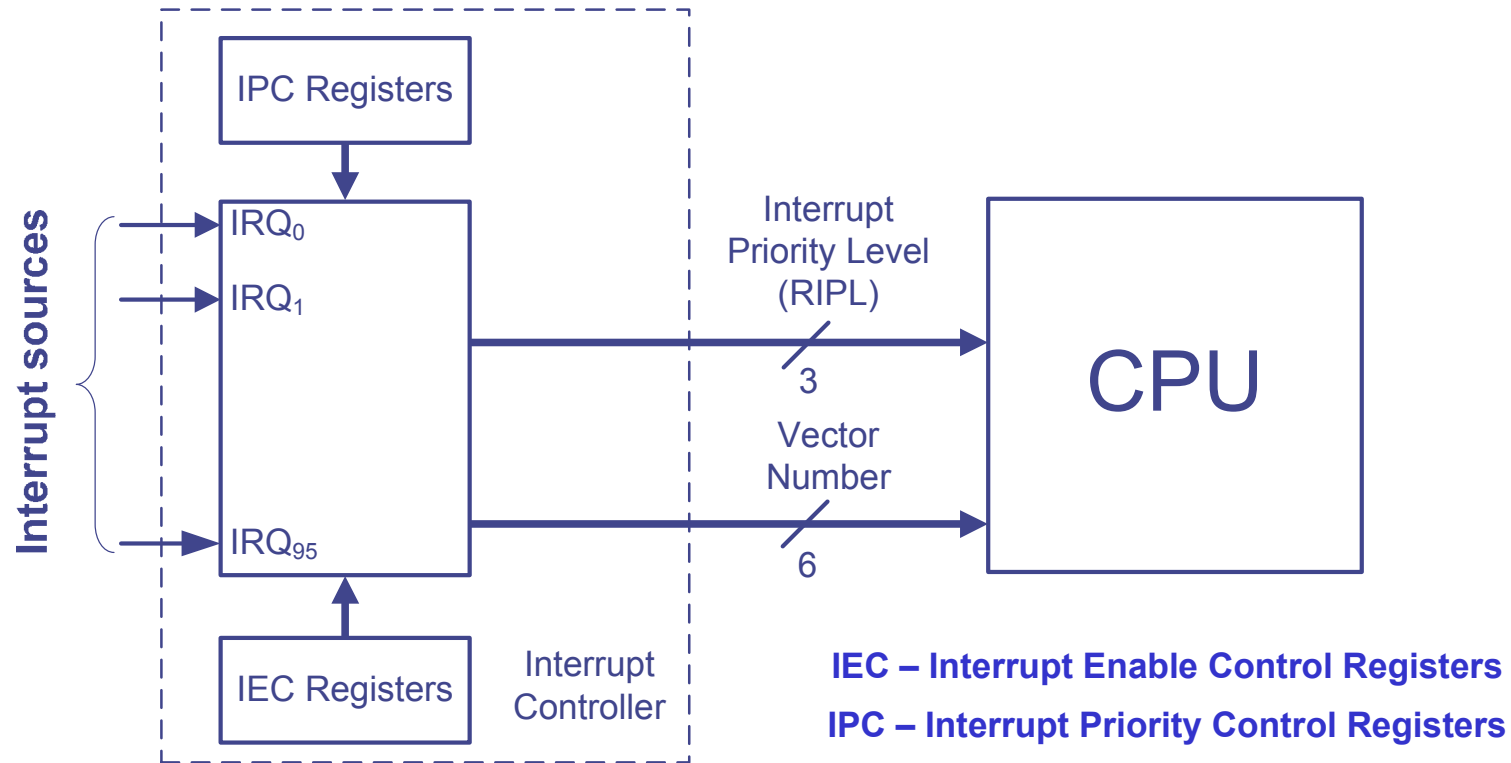 IPC Registers
Interrupt sources
IRQ0
IRQ1
IRQ95
IEC Registers
Interrupt
Controller
Interrupt
Priority Level
(RIPL)
3
Vector
Number
6
CPU
IEC – Interrupt Enable Control Registers
IPC – Interrupt Priority Control Registers